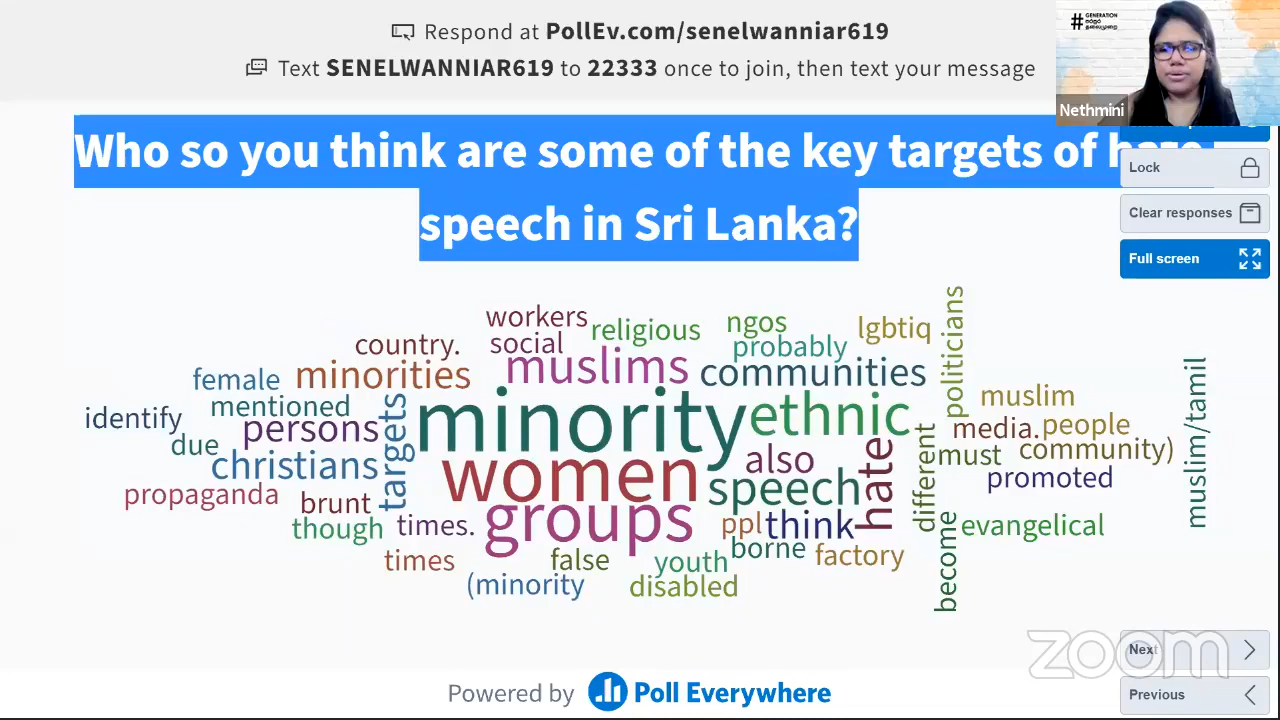 Respond at PollEv.com/senelwanniar619
Text SENELWANNIAR619 to 22333 once to join, then text your message
#GENERATION
Nethmini
Who so you think are some of the key targets of hate
speech in Sri Lanka?
Lock
Clear responses
Full screen
workers
religious
ngos
lgbtiq
politicians
country.
social
probably
female
minorities
muslims
communities
muslim
muslim/tamil
identify
mentioned
persons
targets
minority
ethnic
media.
people
due
christians
women
also
hate
different
must
community)
propaganda
brunt
groups
speech
promoted
though
times.
ppl
think
evangelical
times
false
youth
borne
factory
become
(minority
disabled
zoom
Next
Previous
Powered by Poll Everywhere